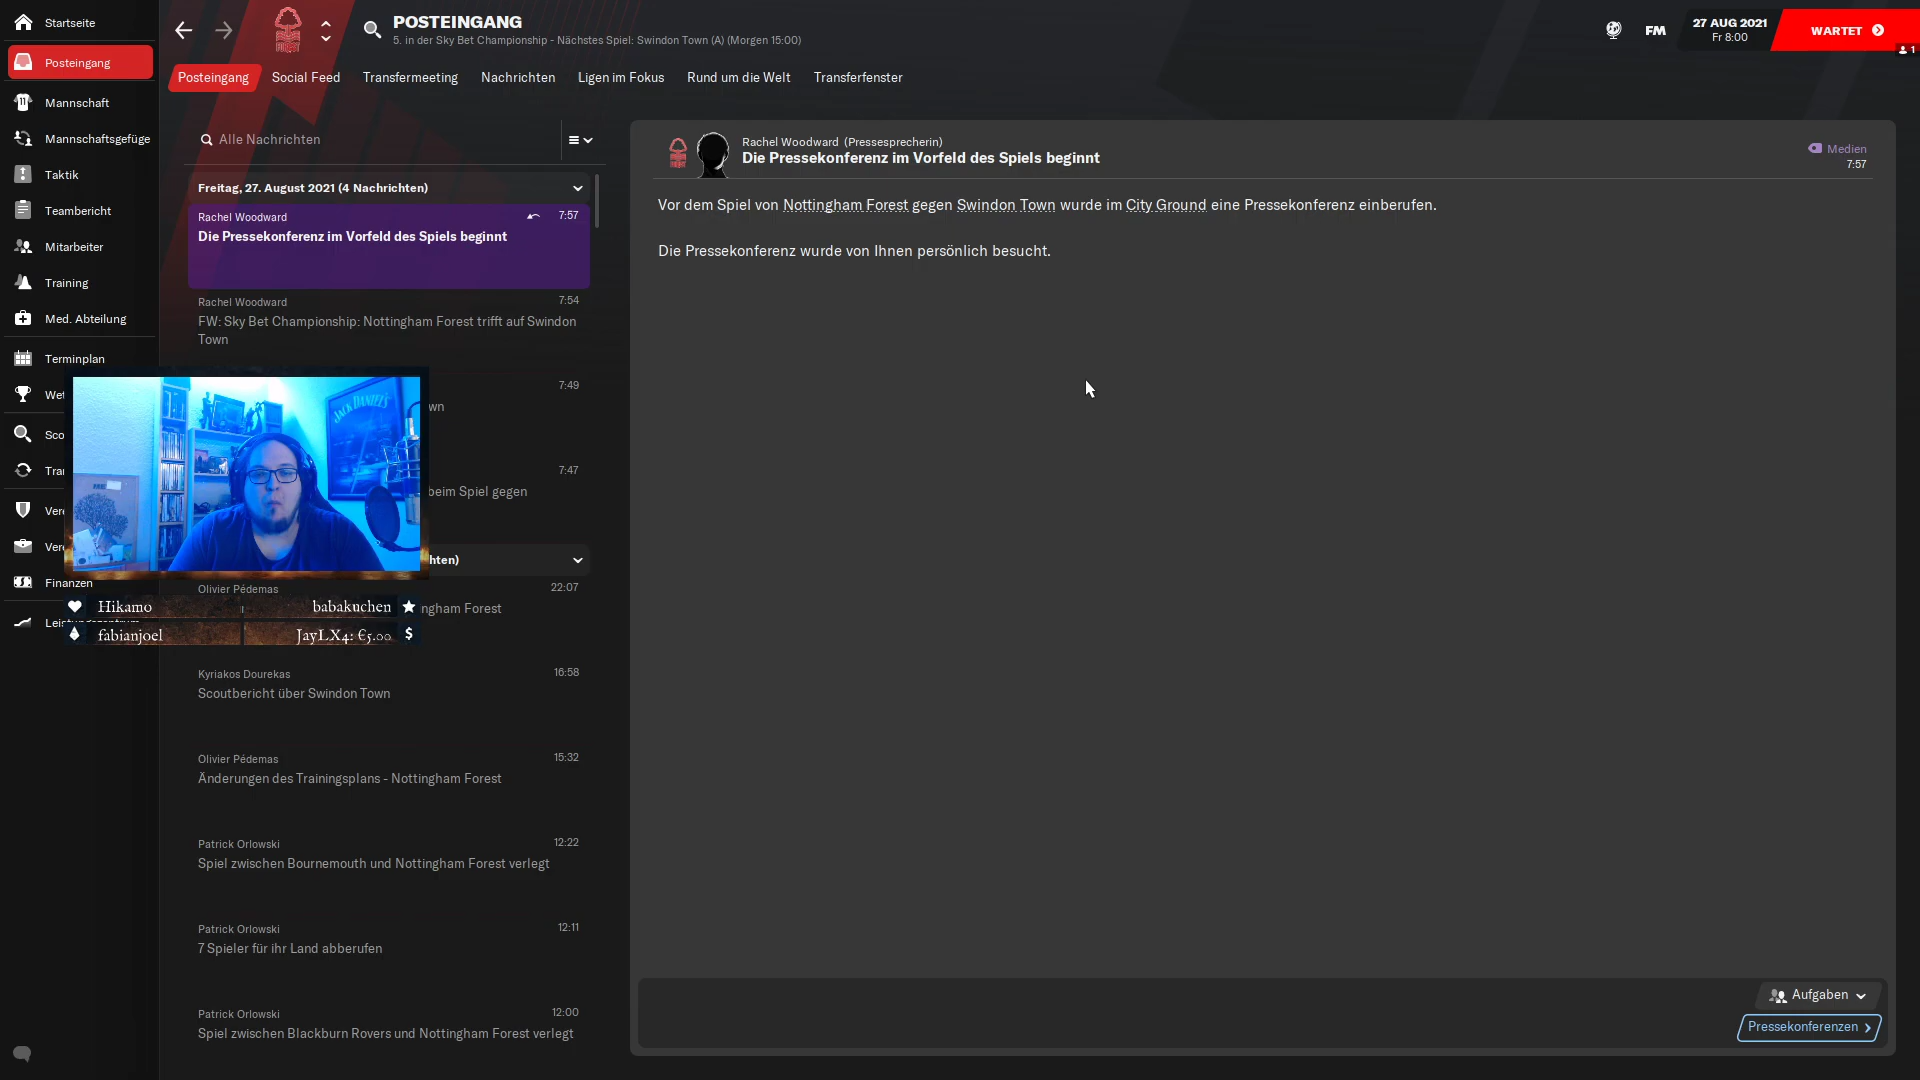 Startseite
Posteingang
Mannschaft
Mannschaftsgefüge
Taktik
Teambericht
Mitarbeiter
Training
Med. Abteilung
Terminplan
Finanzen
POSTEINGANG
5. in der Sky Bet Championship - Nächstes Spiel: Swindon Town (A) (Morgen 15:00)
FM
27 AUG 2021
Fr 8:00
WARTET
1
Posteingang
Social Feed
Transfermeeting
Nachrichten
Ligen im Fokus
Rund um die Welt
Transferfenster
Alle Nachrichten
Freitag, 27. August 2021 (4 Nachrichten)
Rachel Woodward
7:57
Die Pressekonferenz im Vorfeld des Spiels beginnt
Rachel Woodward
7:54
FW: Sky Bet Championship: Nottingham Forest trifft auf Swindon
Town
7:49
7:47
beim Spiel gegen
JACK DANIEL'S
Olivier Pédemas
22:07
Hikamo
babakuchen
fabianjoel
JayLX4: €5.00
Kyriakos Dourekas
16:58
Scoutbericht über Swindon Town
Olivier Pédemas
15:32
Änderungen des Trainingsplans - Nottingham Forest
Patrick Orlowski
12:22
Spiel zwischen Bournemouth und Nottingham Forest verlegt
Patrick Orlowski
12:11
7 Spieler für ihr Land abberufen
Patrick Orlowski
12:00
Spiel zwischen Blackburn Rovers und Nottingham Forest verlegt
Rachel Woodward (Pressesprecherin)
Die Pressekonferenz im Vorfeld des Spiels beginnt
Medien
7:57
Vor dem Spiel von Nottingham Forest gegen Swindon Town wurde im City Ground eine Pressekonferenz einberufen.
Die Pressekonferenz wurde von Ihnen persönlich besucht.
Aufgaben
Pressekonferenzen